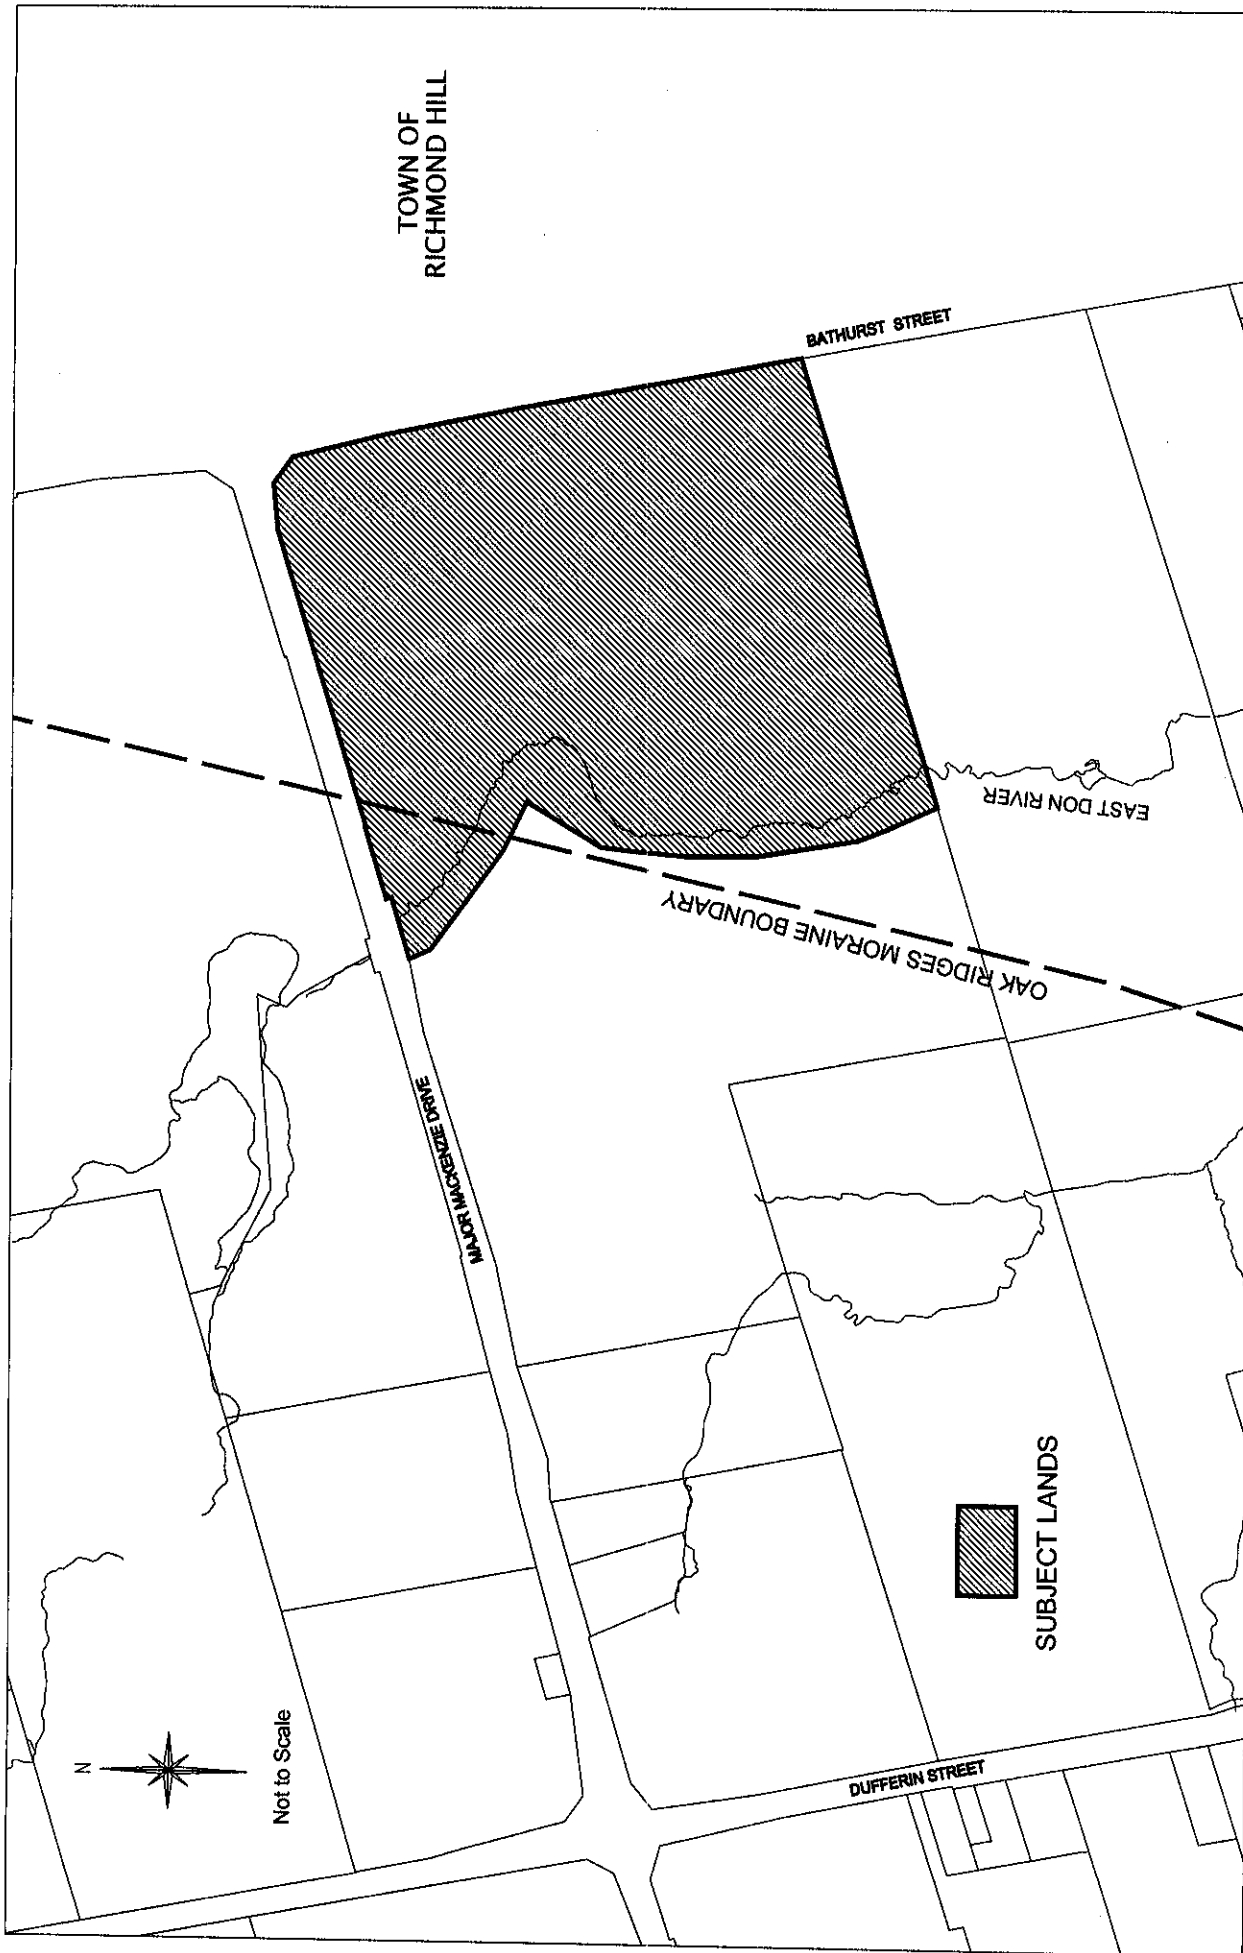 TOWN OF
RICHMOND HILL
BATHURST STREET
EAST DON RIVER
OAK RIDGES MORAINE BOUNDARY
MAJOR MACKENZIE DRIVE
SUBJECT LANDS
N
Not to Scale
DUFFERIN STREET